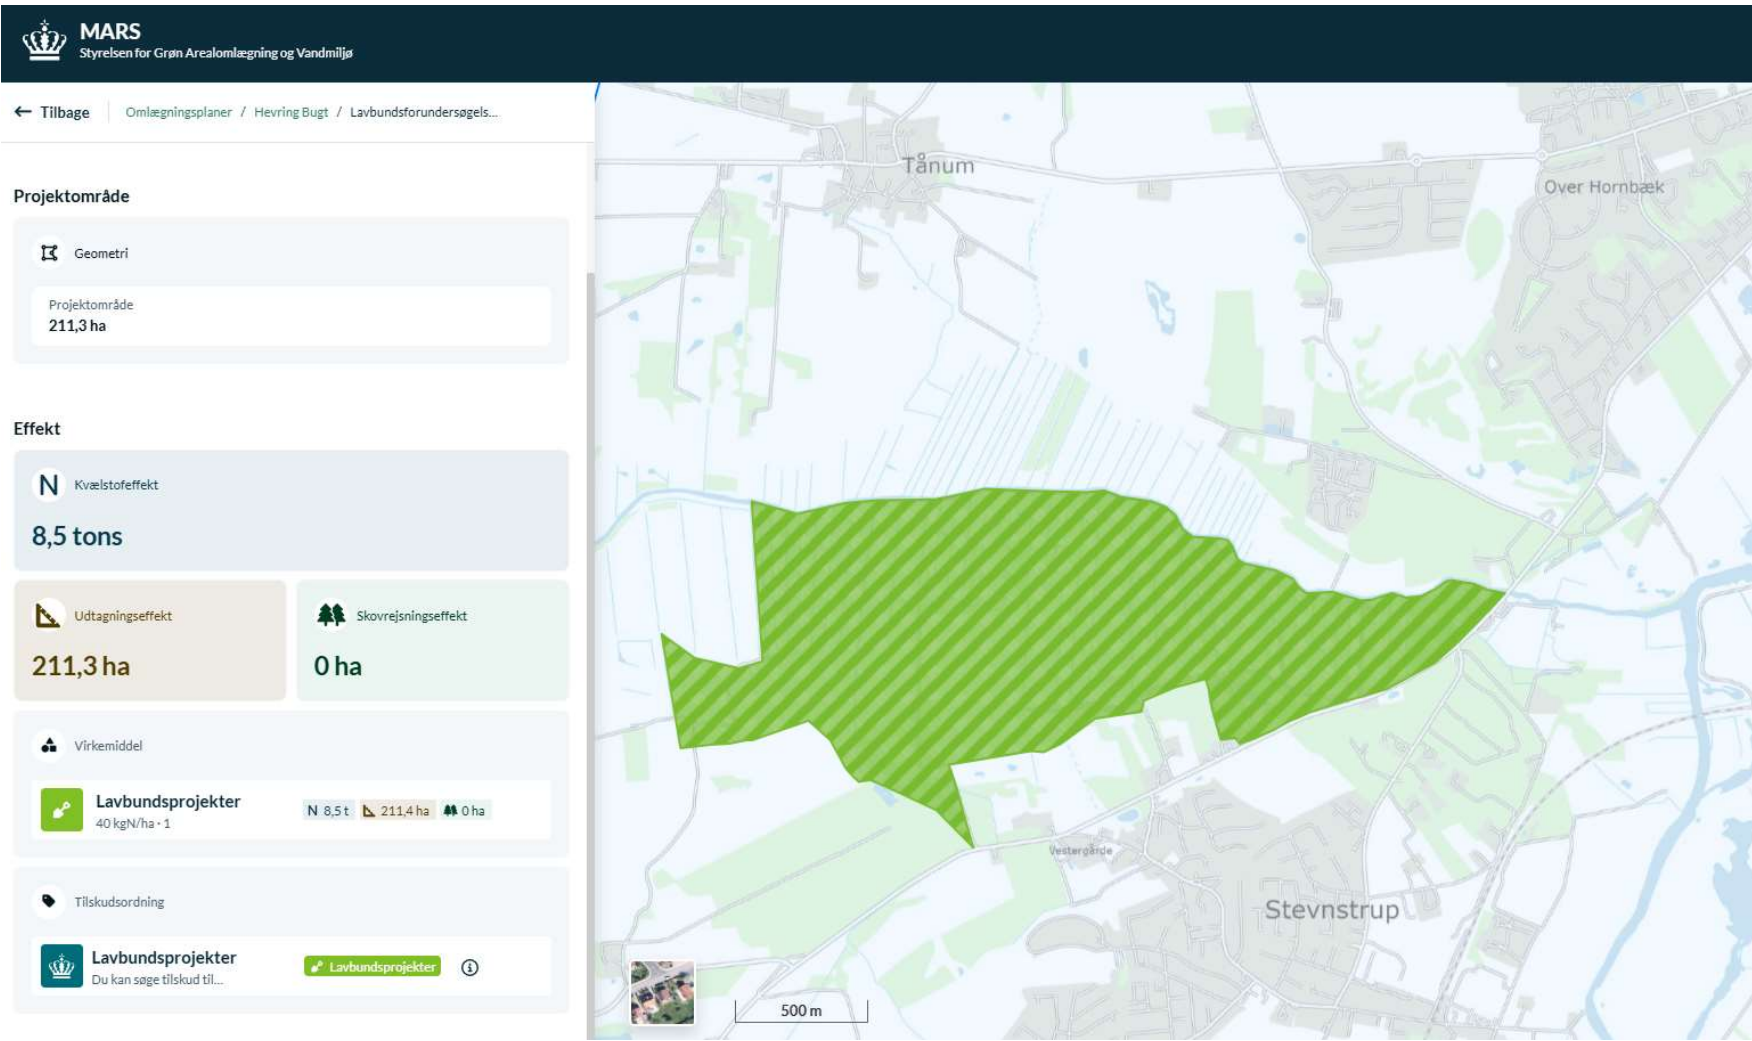 MARS
Styrelsen for Grøn Arealomlægning og Vandmiljø
← Tilbage
Omlægningsplaner / Hevring Bugt / Lavbundsforundersøgels...
Projektområde
Geometri
Projektområde
211,3 ha
Effekt
N Kvælstofeffekt
8,5 tons
Udtagningseffekt
211,3 ha
Skovrejsningseffekt
0 ha
Virkemiddel
Lavbundsprojekter
40 kgN/ha · 1
N 8,5 t 211,4 ha 0 ha
Tilskudsordning
Lavbundsprojekter
Du kan søge tilskud til...
Lavbundsprojekter
Tånum
Over Hornbæk
Vestergårde
Stevnstrup
500 m